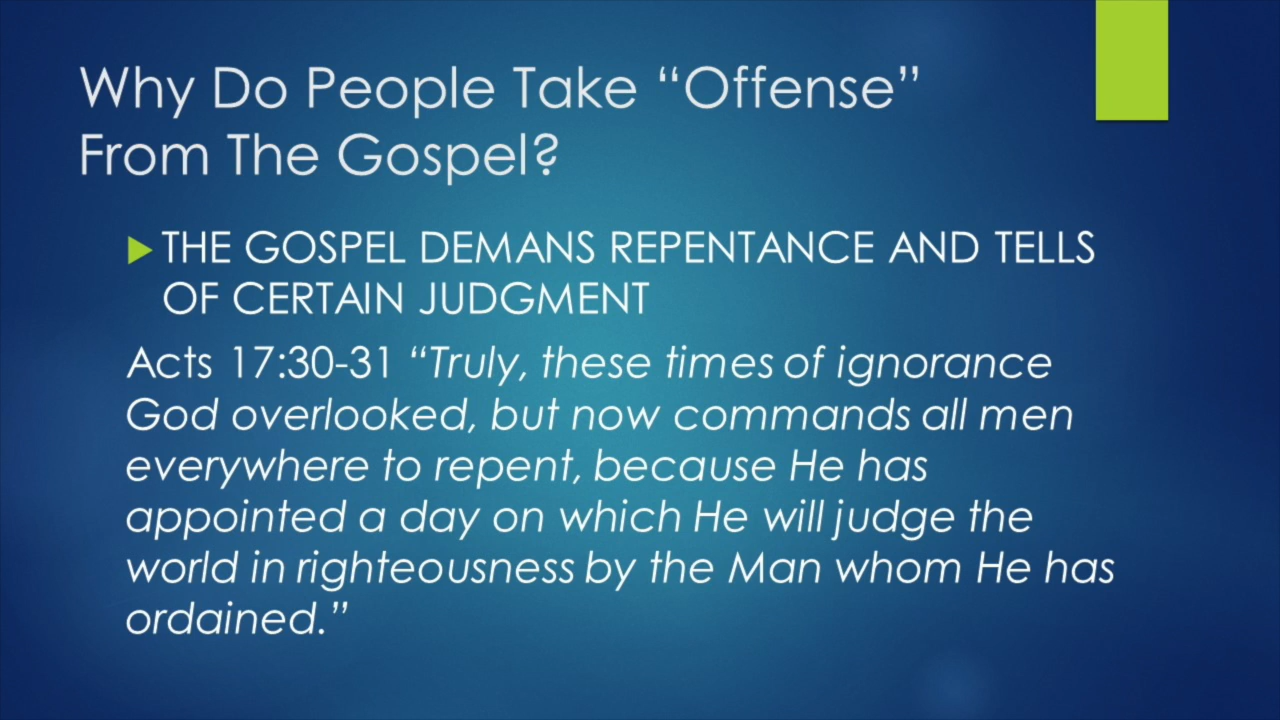 Why Do People Take “Offense”
From The Gospel?
THE GOSPEL DEMANS REPENTANCE AND TELLS
OF CERTAIN JUDGMENT
Acts 17:30-31 “Truly, these times of ignorance
God overlooked, but now commands all men
everywhere to repent, because He has
appointed a day on which He will judge the
world in righteousness by the Man whom He has
ordained.”